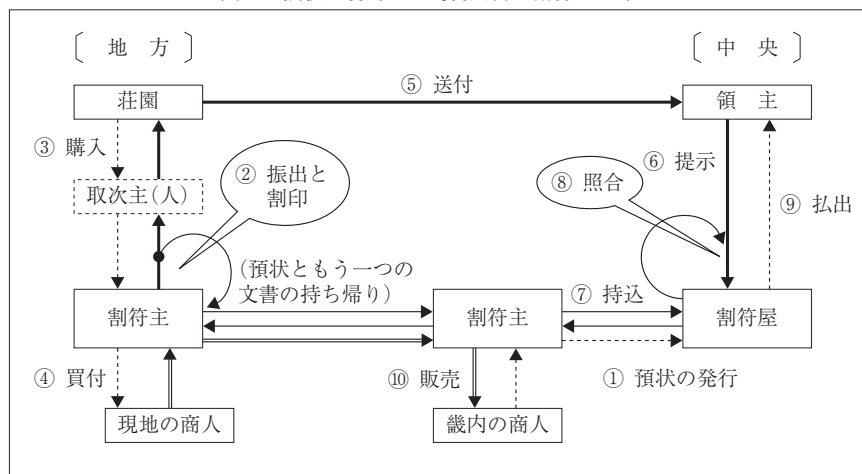 〔 地 方 〕
〔 中 央 〕
⑤ 送付
荘園
領 主
③ 購入
② 振出と
割印
⑥ 提示
⑧ 照合
取次主(人)
⑨ 払出
(預状ともう一つの
文書の持ち帰り)
⑦ 持込
割符主
割符主
割符屋
④ 買付
⑩ 販売
① 預状の発行
現地の商人
畿内の商人